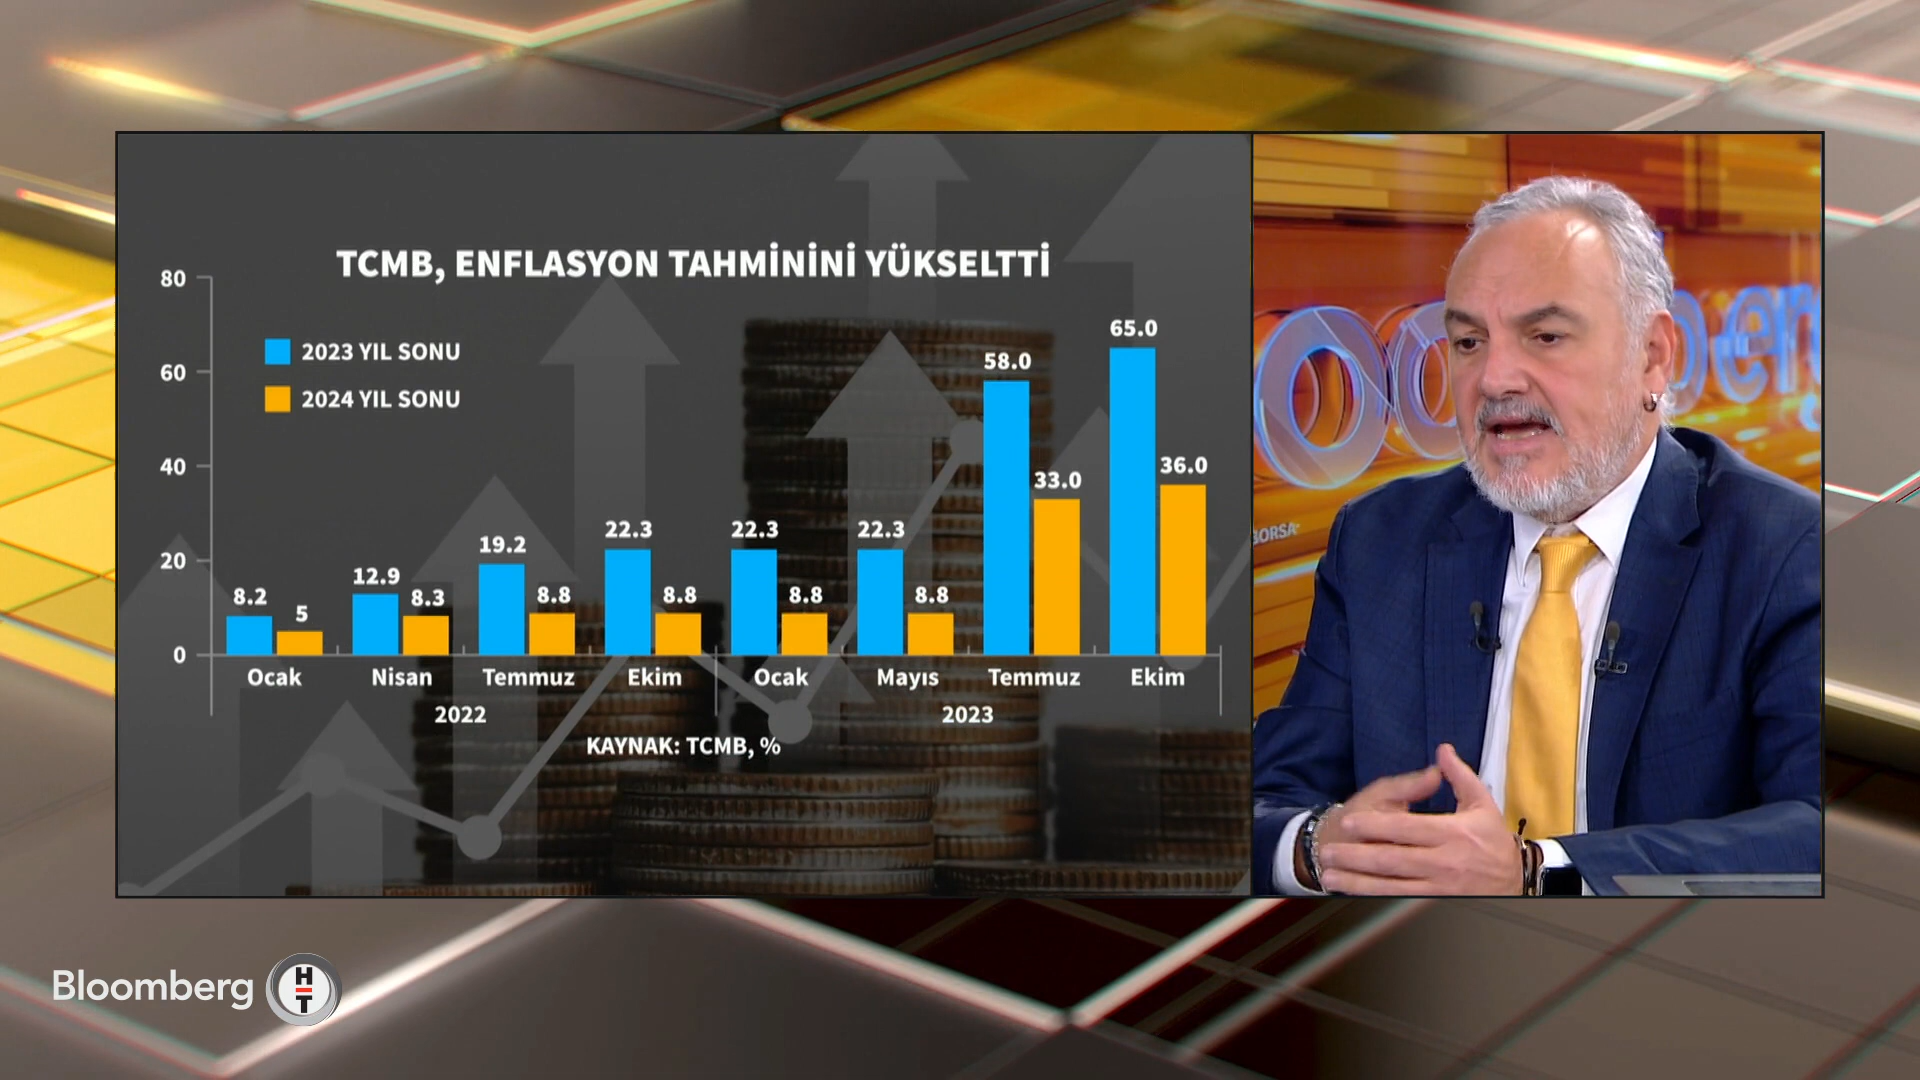 TCMB, ENFLASYON TAHMİNİNİ YÜKSELTTİ
80
60
40
20
0
2023 YIL SONU
2024 YIL SONU
8.2 5 12.9 8.3 19.2 8.8 22.3 8.8 22.3 8.8 22.3 8.8 58.0 33.0 65.0 36.0
Ocak Nisan Temmuz Ekim Ocak Mayıs Temmuz Ekim
2022 2023
KAYNAK: TCMB, %
BORSA
Bloomberg HT